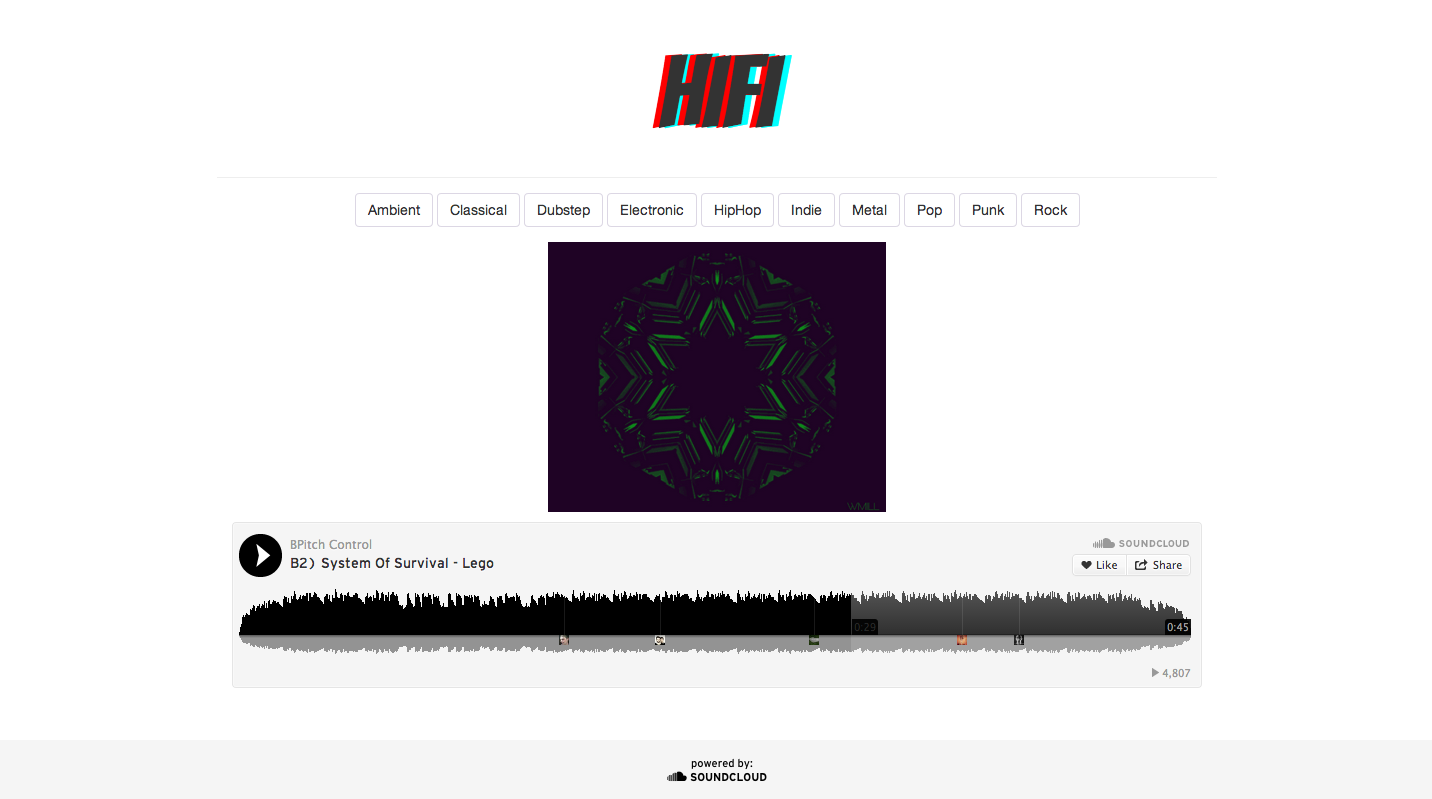 HIFI
Ambient Classical Dubstep Electronic HipHop Indie Metal Pop Punk Rock
WMILL
BPitch Control
B2) System Of Survival - Lego
SOUNDCLOUD
Like Share
0:29 0:45
4,807
powered by:
SOUNDCLOUD